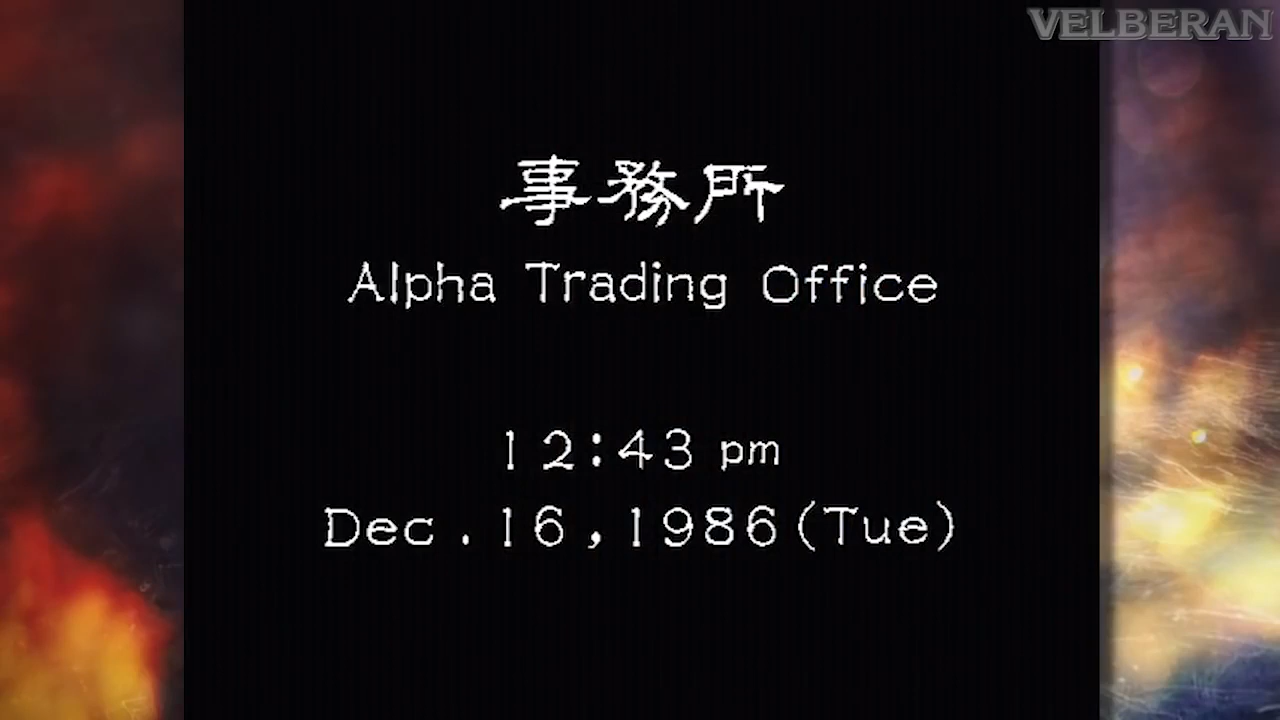 VELBERAN
事務所
Alpha Trading Office
12:43 pm
Dec.16,1986(Tue)